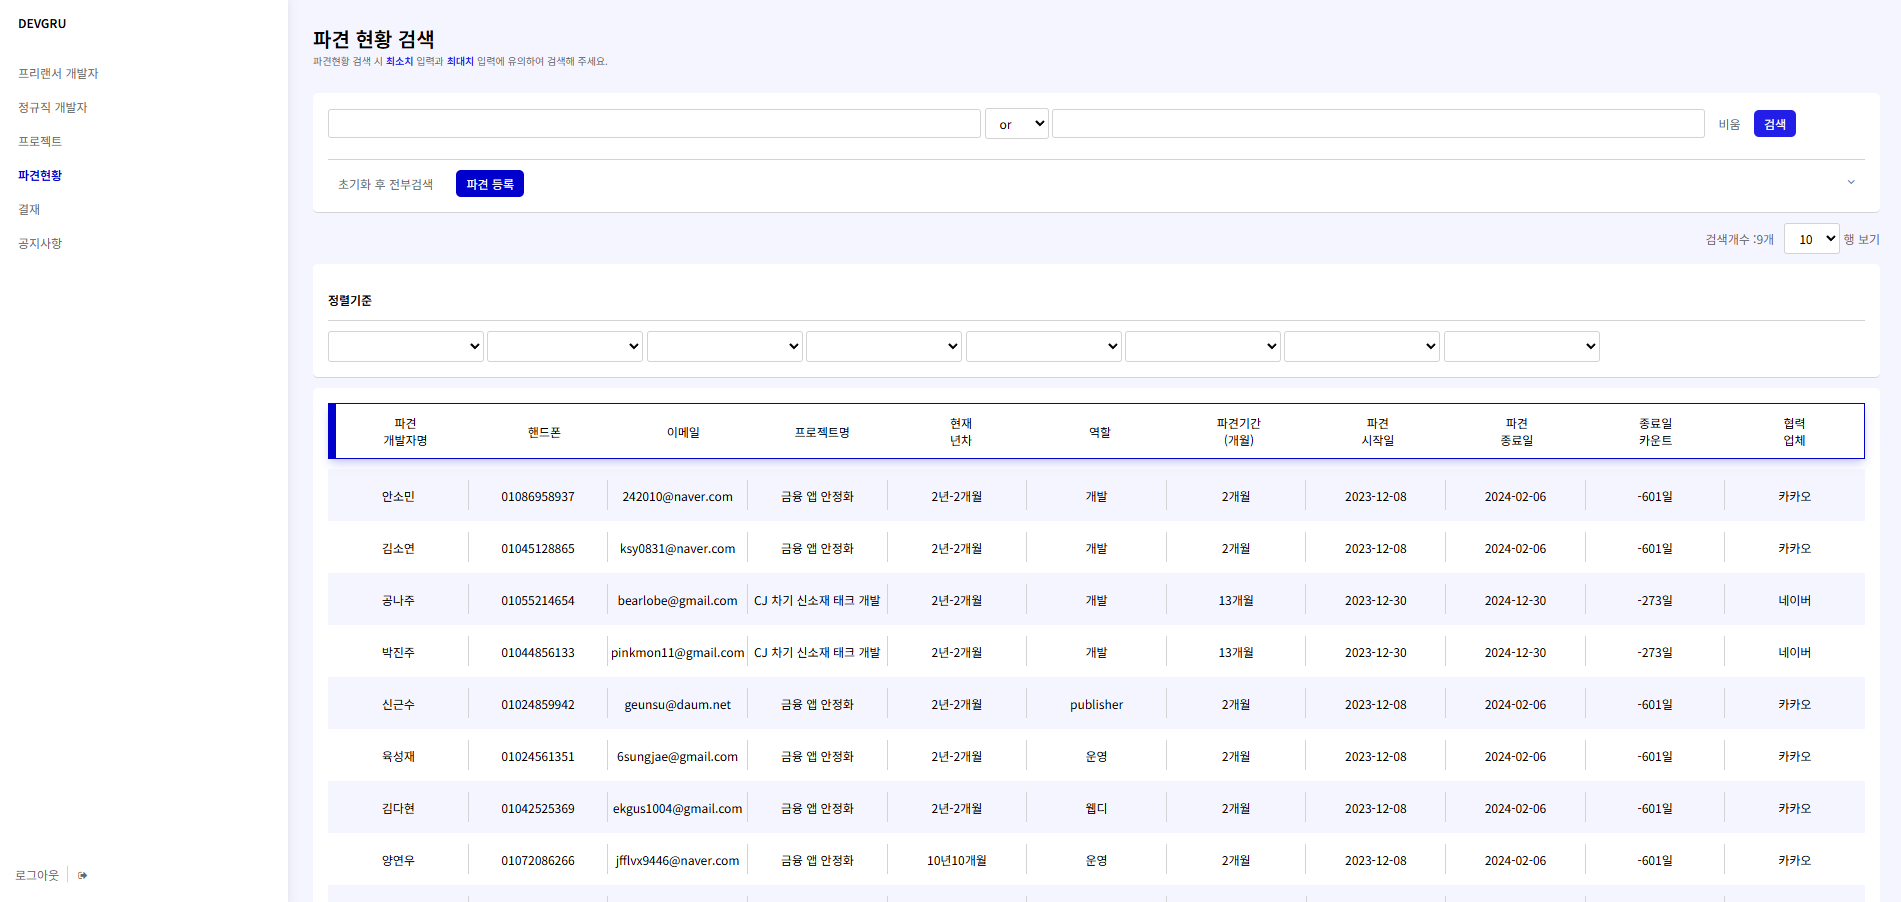 DEVGRU
프리랜서 개발자
정규직 개발자
프로젝트
파견현황
결재
공지사항
로그아웃
파견 현황 검색
파견현황 검색 시 최소치 입력과 최대치 입력에 유의하여 검색해 주세요.
or
비움
검색
초기화 후 전부검색
파견 등록
검색개수 :9개
10
행 보기
정렬기준
파견 개발자명 핸드폰 이메일 프로젝트명 현재 년차 역할 파견기간 (개월) 파견 시작일 파견 종료일 종료일 카운트 협력 업체
안소민 01086958937 242010@naver.com 금융 앱 안정화 2년-2개월 개발 2개월 2023-12-08 2024-02-06 -601일 카카오
김소연 01045128865 ksy0831@naver.com 금융 앱 안정화 2년-2개월 개발 2개월 2023-12-08 2024-02-06 -601일 카카오
공나주 01055214654 bearlobe@gmail.com CJ 차기 신소재 태크 개발 2년-2개월 개발 13개월 2023-12-30 2024-12-30 -273일 네이버
박진주 01044856133 pinkmon11@gmail.com CJ 차기 신소재 태크 개발 2년-2개월 개발 13개월 2023-12-30 2024-12-30 -273일 네이버
신근수 01024859942 geunsu@daum.net 금융 앱 안정화 2년-2개월 publisher 2개월 2023-12-08 2024-02-06 -601일 카카오
육성재 01024561351 6sungjae@gmail.com 금융 앱 안정화 2년-2개월 운영 2개월 2023-12-08 2024-02-06 -601일 카카오
김다현 01042525369 ekgus1004@gmail.com 금융 앱 안정화 2년-2개월 웹디 2개월 2023-12-08 2024-02-06 -601일 카카오
양연우 01072086266 jfflvx9446@naver.com 금융 앱 안정화 10년10개월 운영 2개월 2023-12-08 2024-02-06 -601일 카카오